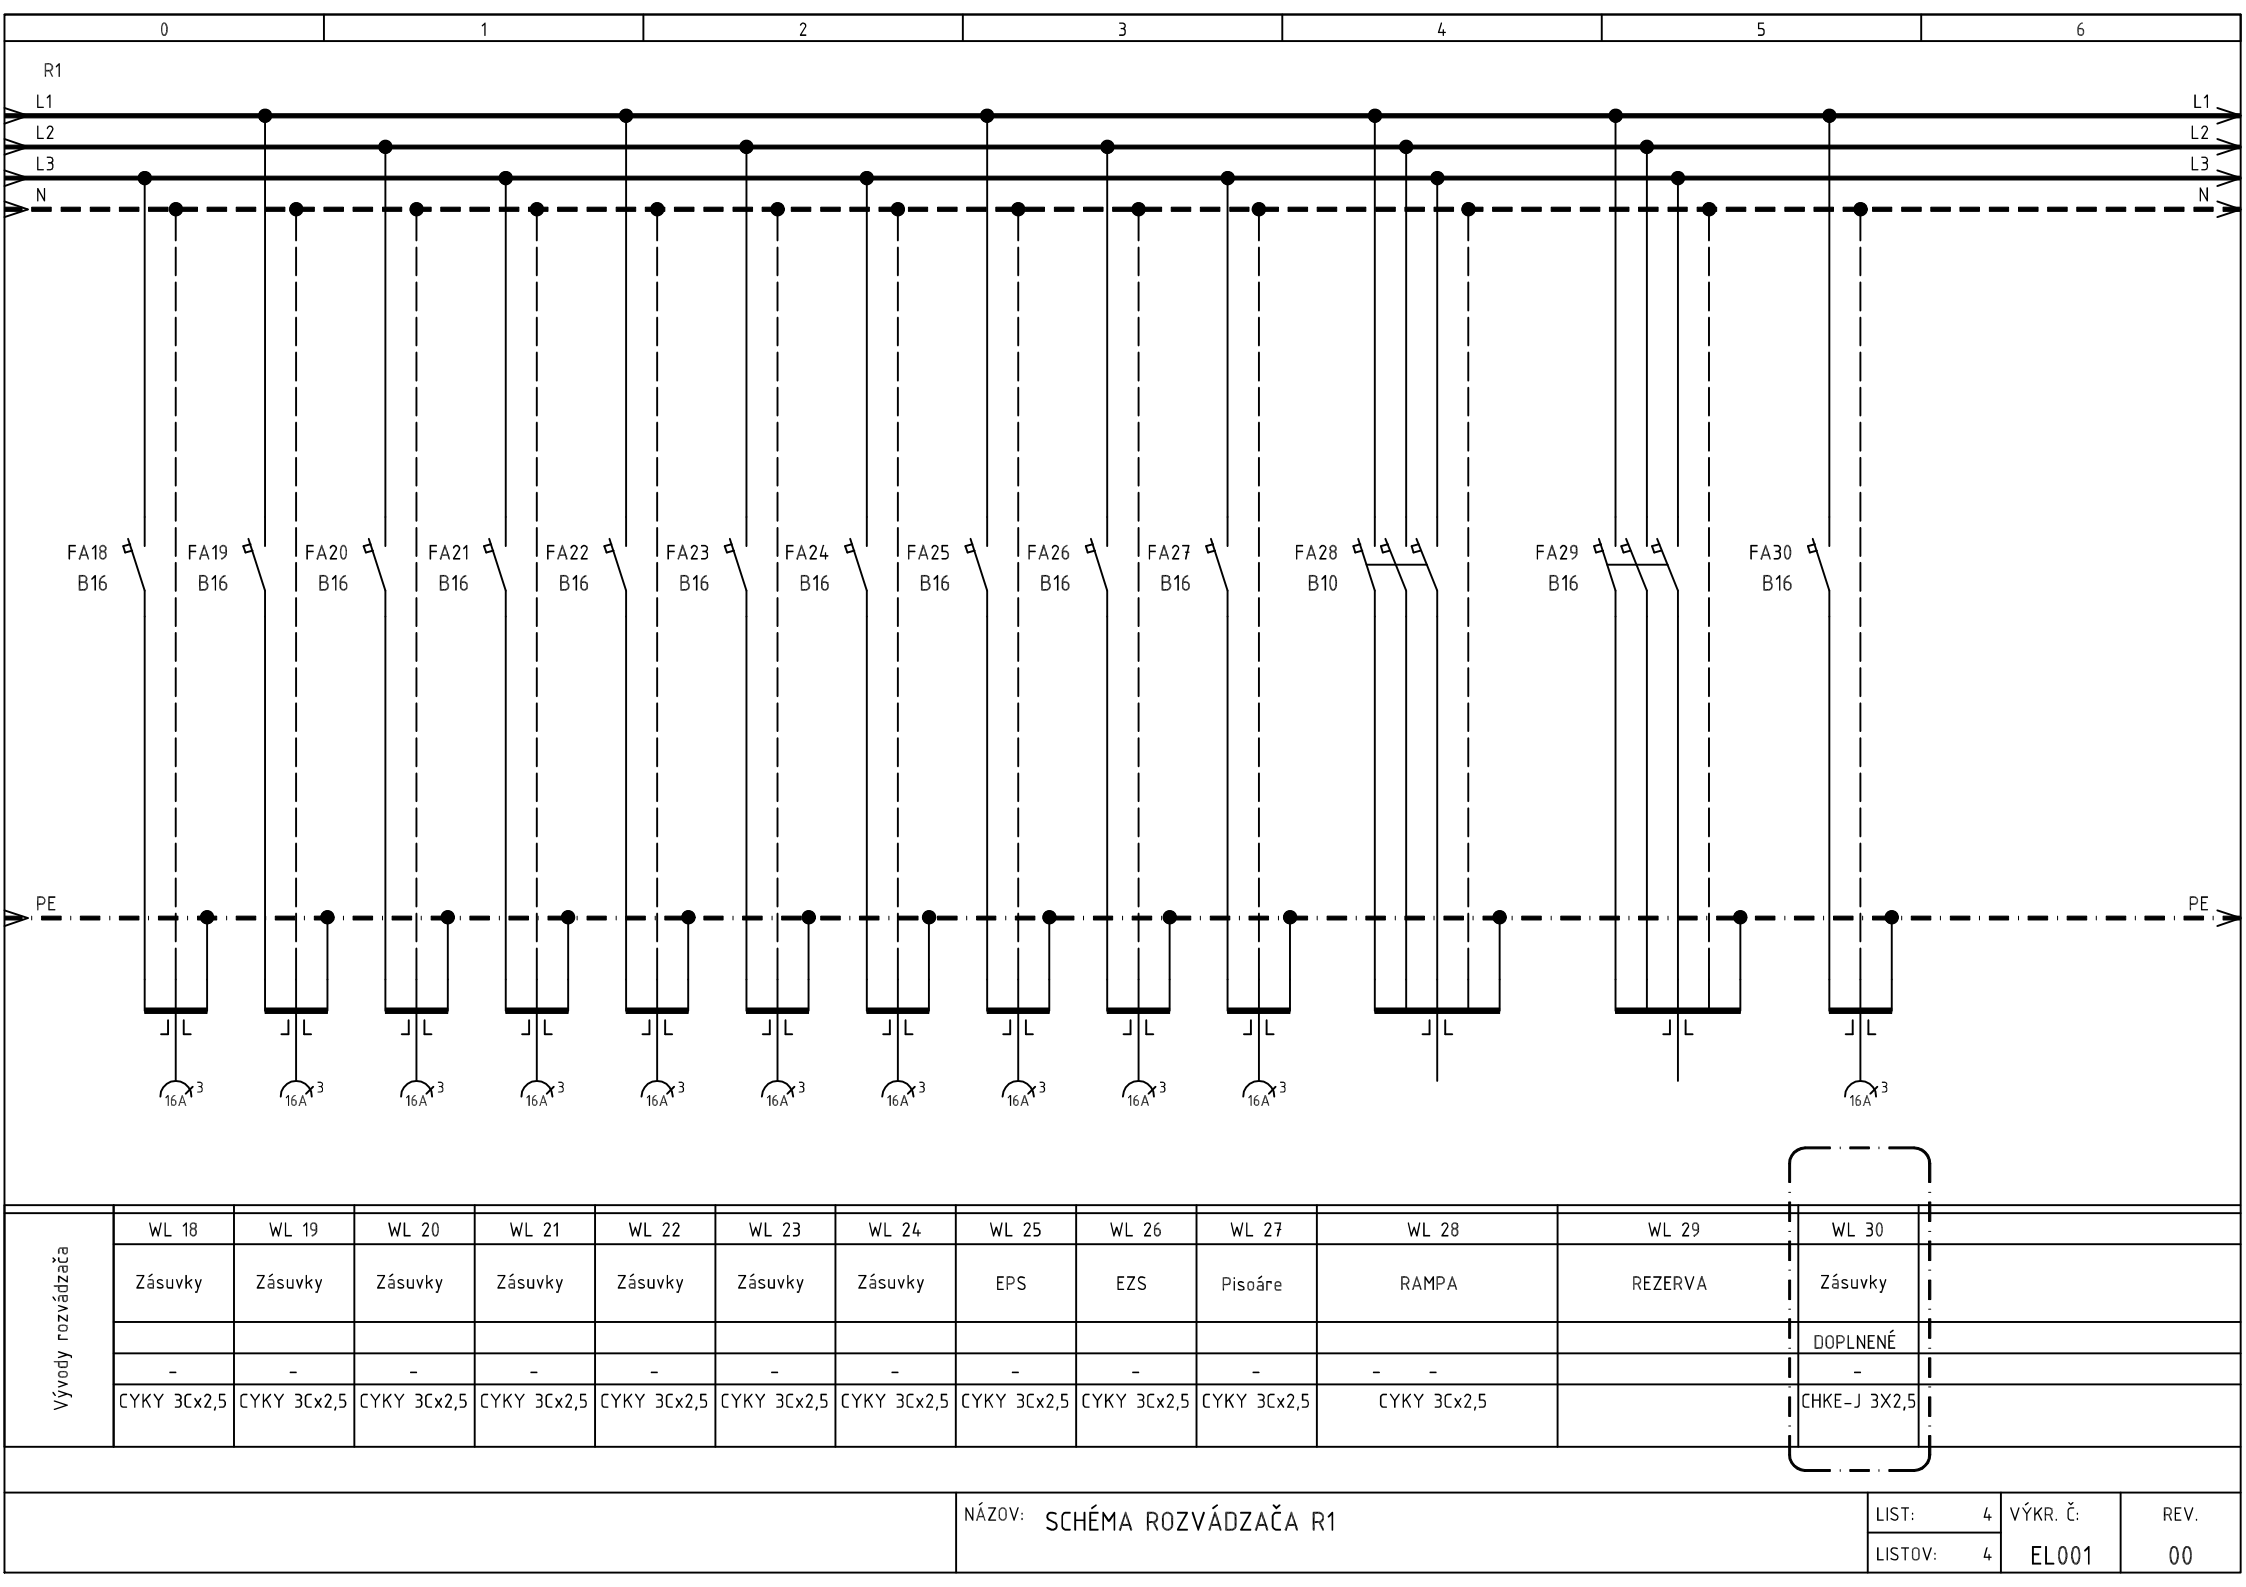 0 1 2 3 4 5 6
R1
L1 L1
L2 L2
L3 L3
N N
FA18 FA19 FA20 FA21 FA22 FA23 FA24 FA25 FA26 FA27 FA28 FA29 FA30
B16 B16 B16 B16 B16 B16 B16 B16 B16 B16 B10 B16 B16
PE PE
3 3 3 3 3 3 3 3 3 3 3
16A 16A 16A 16A 16A 16A 16A 16A 16A 16A 16A
Vývody rozvádzača
WL 18 WL 19 WL 20 WL 21 WL 22 WL 23 WL 24 WL 25 WL 26 WL 27 WL 28 WL 29 WL 30
Zásuvky Zásuvky Zásuvky Zásuvky Zásuvky Zásuvky Zásuvky EPS EZS Pisoáre RAMPA REZERVA Zásuvky
DOPLNENÉ
- - - - - - - - - - - - -
CYKY 3Cx2,5 CYKY 3Cx2,5 CYKY 3Cx2,5 CYKY 3Cx2,5 CYKY 3Cx2,5 CYKY 3Cx2,5 CYKY 3Cx2,5 CYKY 3Cx2,5 CYKY 3Cx2,5 CYKY 3Cx2,5 CYKY 3Cx2,5 CHKE-J 3X2,5
NÁZOV: SCHÉMA ROZVÁDZAČA R1
LIST: 4 VÝKR. Č: REV.
LISTOV: 4 EL001 00